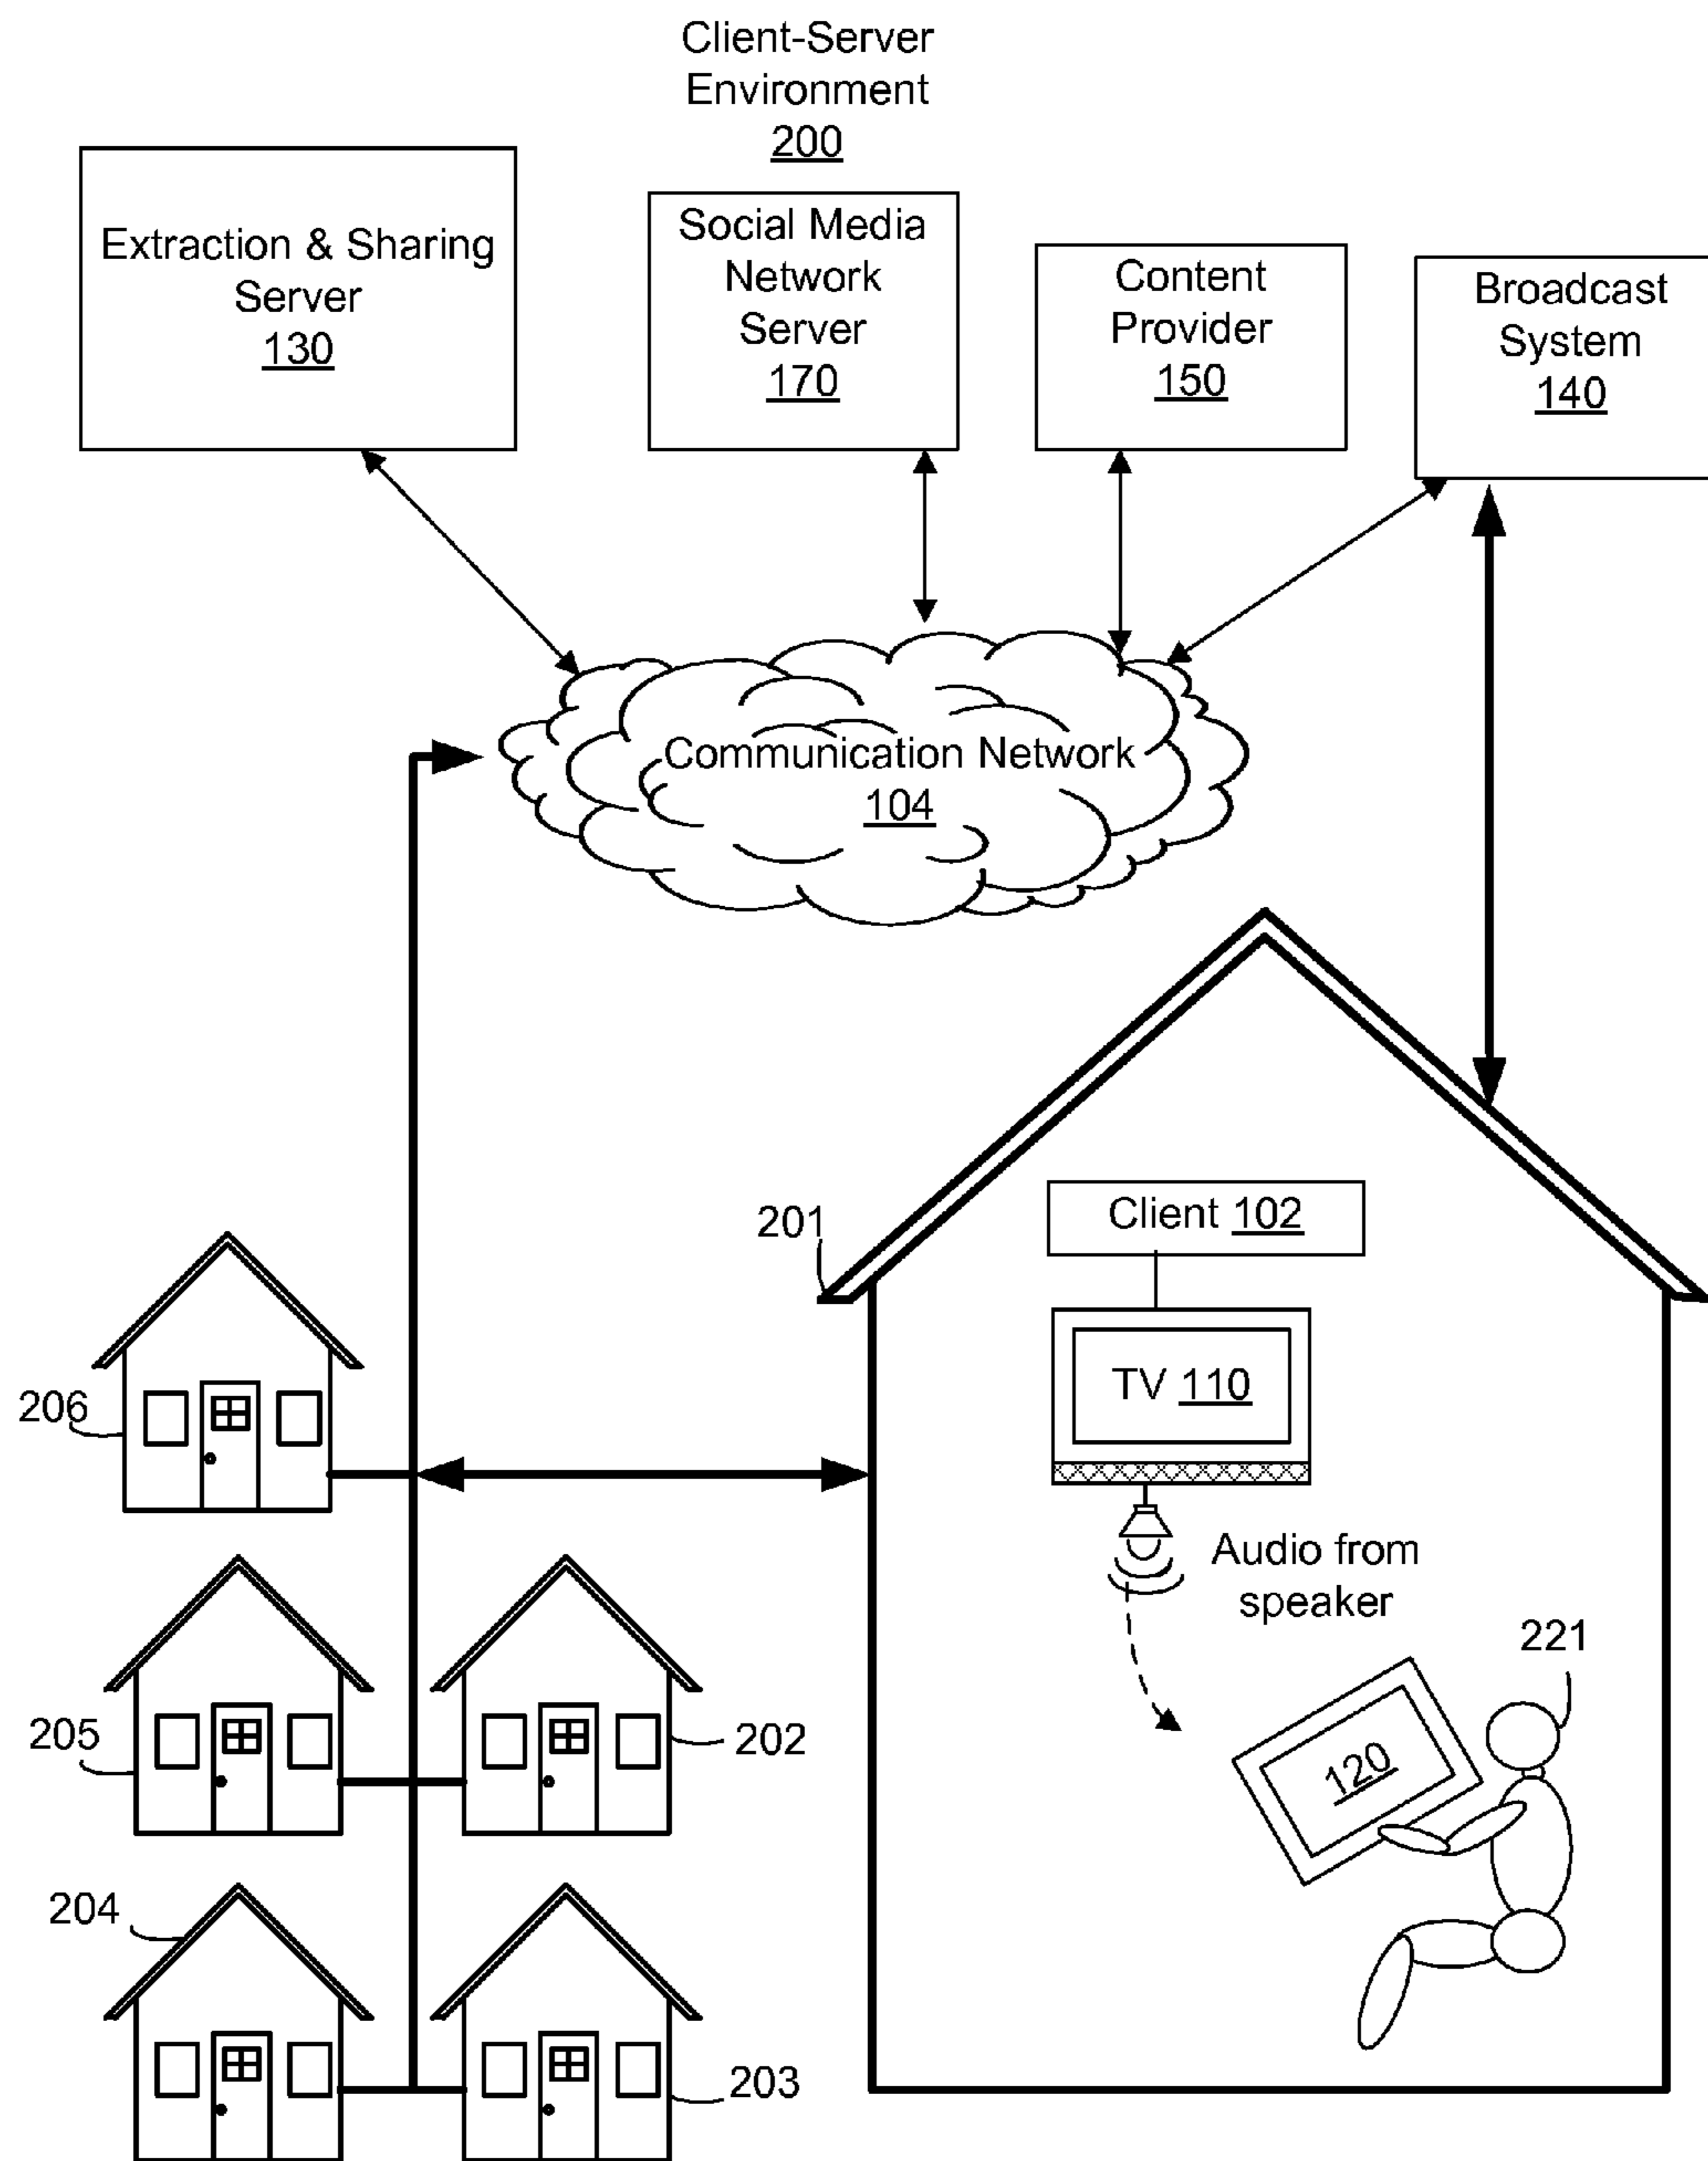 Client-Server
Environment
200
Extraction & Sharing
Server
130
Social Media
Network
Server
170
Content
Provider
150
Broadcast
System
140
Communication Network
104
201
Client 102
TV 110
206
Audio from
speaker
221
205
202
120
204
203